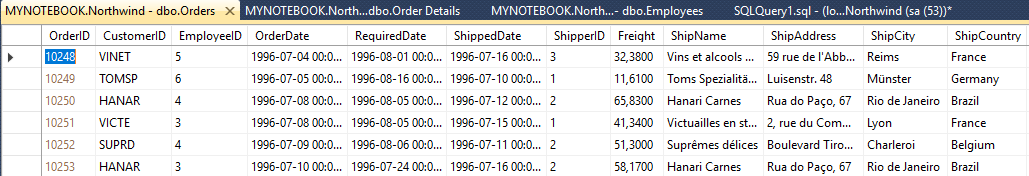 MYNOTEBOOK.Northwind - dbo.Orders MYNOTEBOOK.North...dbo.Order Details MYNOTEBOOK.North...- dbo.Employees SQLQuery1.sql - (lo...Northwind (sa (53))*
OrderID CustomerID EmployeeID OrderDate RequiredDate ShippedDate ShipperID Freight ShipName ShipAddress ShipCity ShipCountry
10248 VINET 5 1996-07-04 00:0... 1996-08-01 00:0... 1996-07-16 00:0... 3 32,3800 Vins et alcools ... 59 rue de l'Abb... Reims France
10249 TOMSP 6 1996-07-05 00:0... 1996-08-16 00:0... 1996-07-10 00:0... 1 11,6100 Toms Spezialitä... Luisenstr. 48 Münster Germany
10250 HANAR 4 1996-07-08 00:0... 1996-08-05 00:0... 1996-07-12 00:0... 2 65,8300 Hanari Carnes Rua do Paço, 67 Rio de Janeiro Brazil
10251 VICTE 3 1996-07-08 00:0... 1996-08-05 00:0... 1996-07-15 00:0... 1 41,3400 Victuailles en st... 2, rue du Com... Lyon France
10252 SUPRD 4 1996-07-09 00:0... 1996-08-06 00:0... 1996-07-11 00:0... 2 51,3000 Suprêmes délices Boulevard Tiro... Charleroi Belgium
10253 HANAR 3 1996-07-10 00:0... 1996-07-24 00:0... 1996-07-16 00:0... 2 58,1700 Hanari Carnes Rua do Paço, 67 Rio de Janeiro Brazil